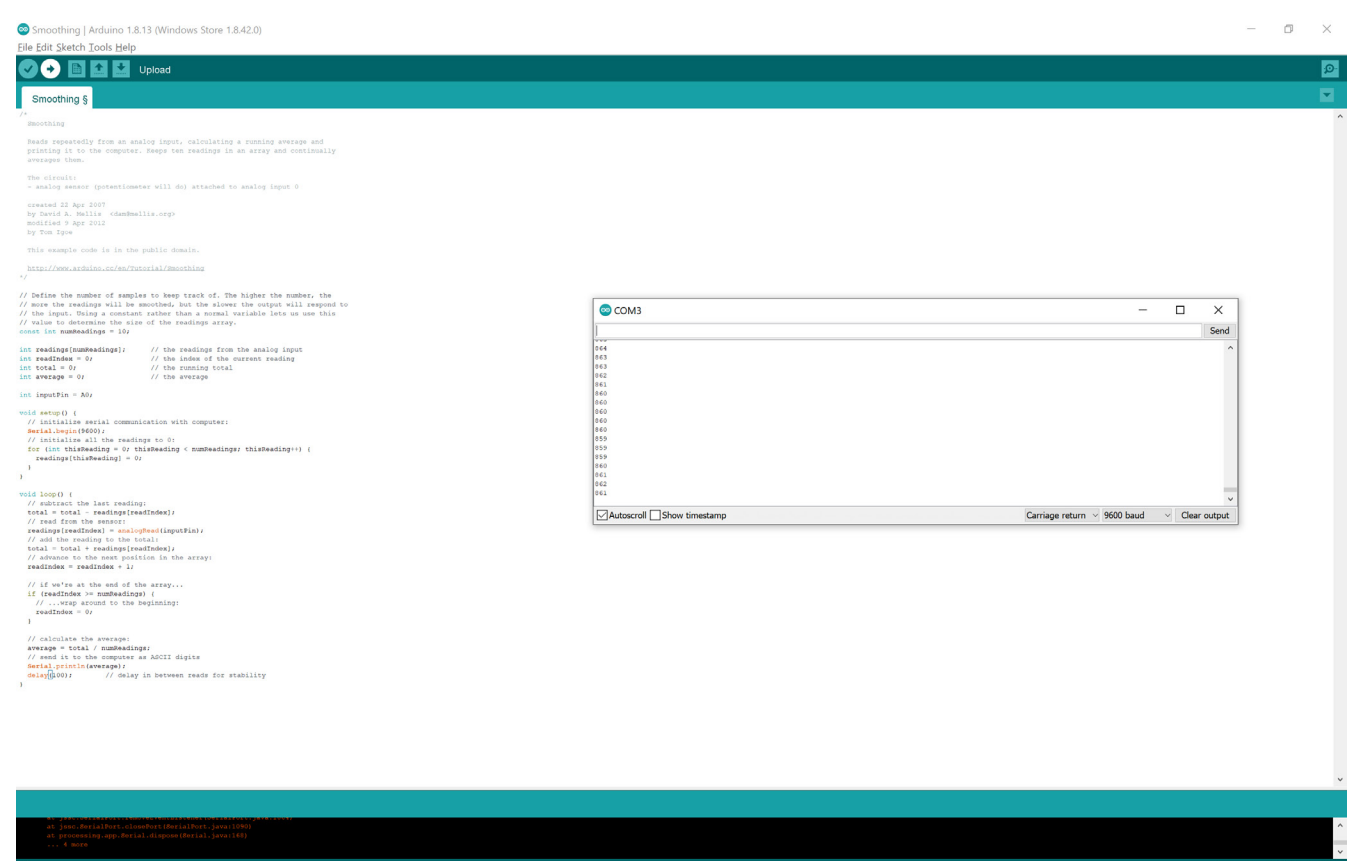 Smoothing | Arduino 1.8.13 (Windows Store 1.8.42.0)
File Edit Sketch Tools Help
Upload
Smoothing §
/*
Smoothing
Reads repeatedly from an analog input, calculating a running average and
printing it to the computer. Keeps ten readings in an array and continually
averages them.
The circuit:
- analog sensor (potentiometer will do) attached to analog input 0
created 22 Apr 2007
by David A. Mellis <dam@mellis.org>
modified 9 Apr 2012
by Tom Igoe
This example code is in the public domain.
http://www.arduino.cc/en/Tutorial/Smoothing
*/
// Define the number of samples to keep track of. The higher the number, the
// more the readings will be smoothed, but the slower the output will respond to
// the input. Using a constant rather than a normal variable lets us use this
// value to determine the size of the readings array.
const int numReadings = 10;
int readings[numReadings]; // the readings from the analog input
int readIndex = 0; // the index of the current reading
int total = 0; // the running total
int average = 0; // the average
int inputPin = A0;
void setup() {
// initialize serial communication with computer:
Serial.begin(9600);
// initialize all the readings to 0:
for (int thisReading = 0; thisReading < numReadings; thisReading++) {
readings[thisReading] = 0;
}
}
void loop() {
// subtract the last reading:
total = total - readings[readIndex];
// read from the sensor:
readings[readIndex] = analogRead(inputPin);
// add the reading to the total:
total = total + readings[readIndex];
// advance to the next position in the array:
readIndex = readIndex + 1;
// if we're at the end of the array...
if (readIndex >= numReadings) {
// ...wrap around to the beginning:
readIndex = 0;
}
// calculate the average:
average = total / numReadings;
// send it to the computer as ASCII digits
Serial.println(average);
delay(100); // delay in between reads for stability
}
COM3
Send
864
863
863
862
861
860
860
860
860
860
859
859
859
860
861
862
861
Autoscroll Show timestamp Carriage return 9600 baud Clear output
at jssc.SerialPort.closePort(SerialPort.java:1090)
at processing.app.Serial.dispose(Serial.java:168)
... 4 more